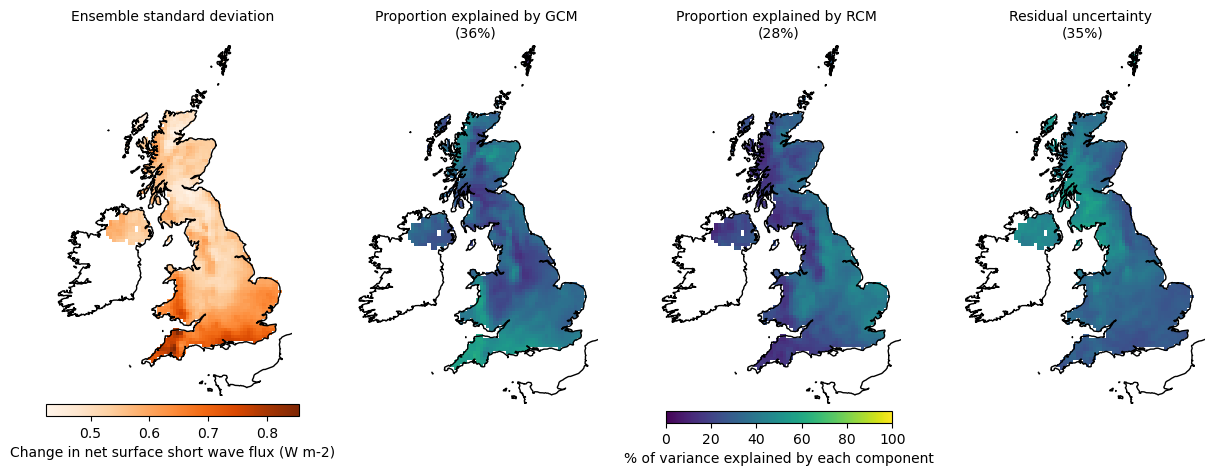 Ensemble standard deviation
Proportion explained by GCM
(36%)
Proportion explained by RCM
(28%)
Residual uncertainty
(35%)
0.5 0.6 0.7 0.8
Change in net surface short wave flux (W m-2)
0 20 40 60 80 100
% of variance explained by each component